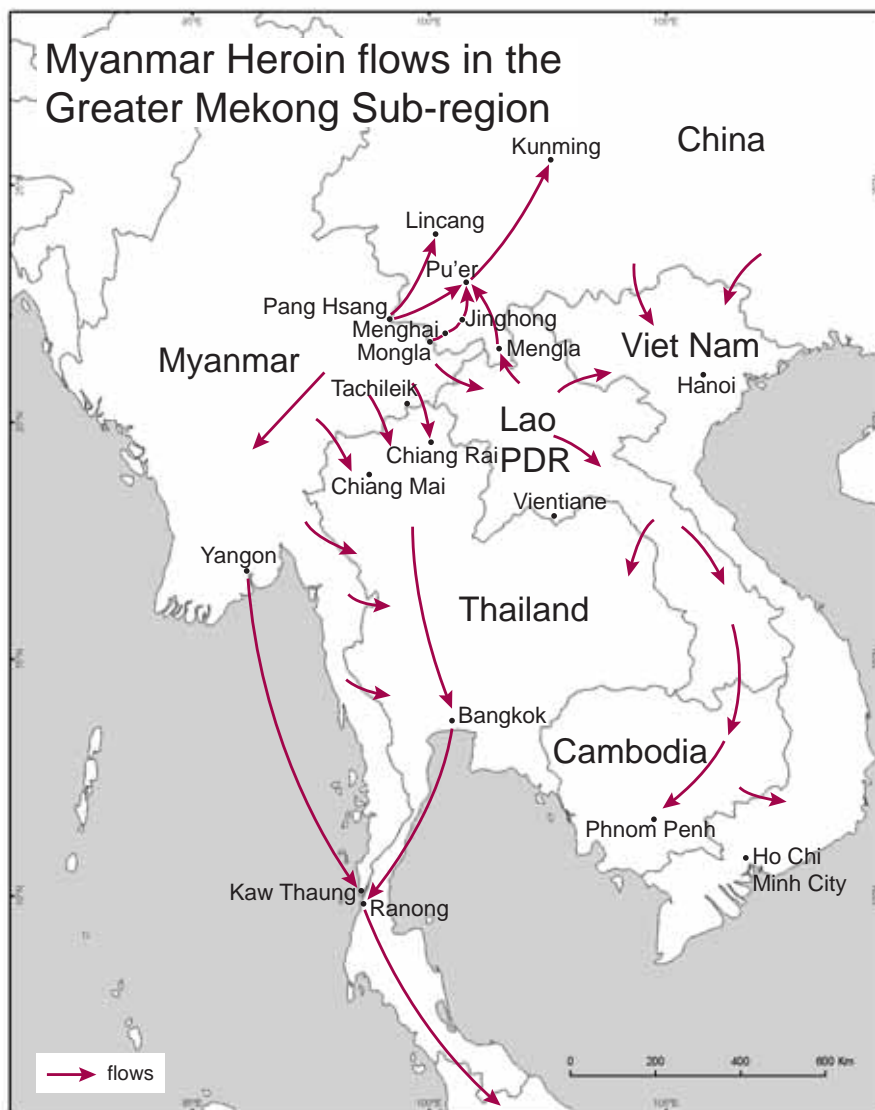 Myanmar Heroin flows in the
Greater Mekong Sub-region
China
Kunming
Lincang
Pu'er
Pang Hsang
Menghai
Jinghong
Mongla
Mengla
Viet Nam
Hanoi
Myanmar
Tachileik
Lao
PDR
Chiang Rai
Chiang Mai
Vientiane
Yangon
Thailand
Bangkok
Cambodia
Phnom Penh
Ho Chi
Minh City
Kaw Thaung
Ranong
flows
0 200 400 600 Km